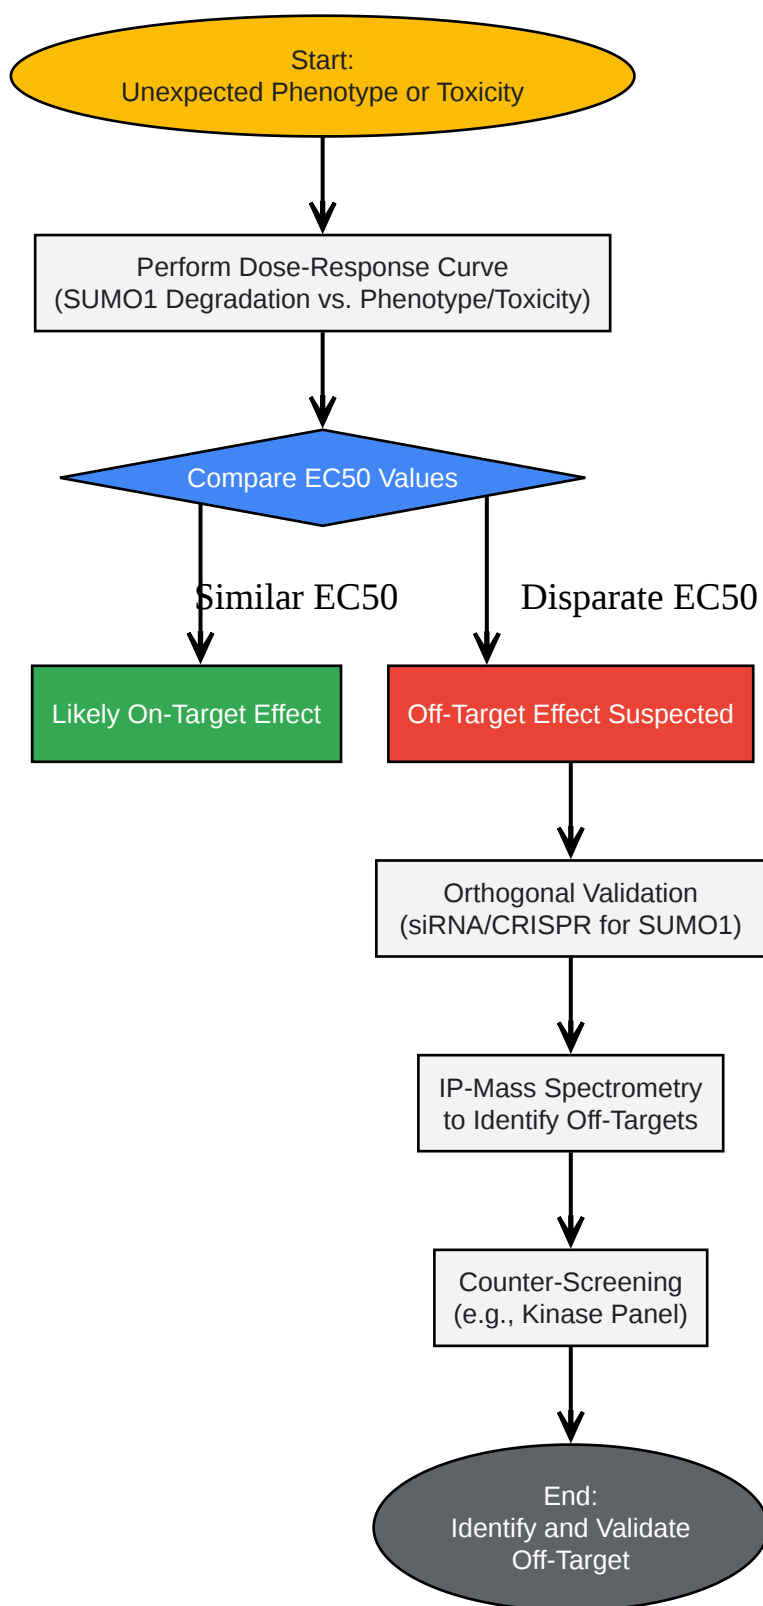 Start:
Unexpected Phenotype or Toxicity
Perform Dose-Response Curve
(SUMO1 Degradation vs. Phenotype/Toxicity)
Compare EC50 Values
Similar EC50
Disparate EC50
Likely On-Target Effect
Off-Target Effect Suspected
Orthogonal Validation
(siRNA/CRISPR for SUMO1)
IP-Mass Spectrometry
to Identify Off-Targets
Counter-Screening
(e.g., Kinase Panel)
End:
Identify and Validate
Off-Target